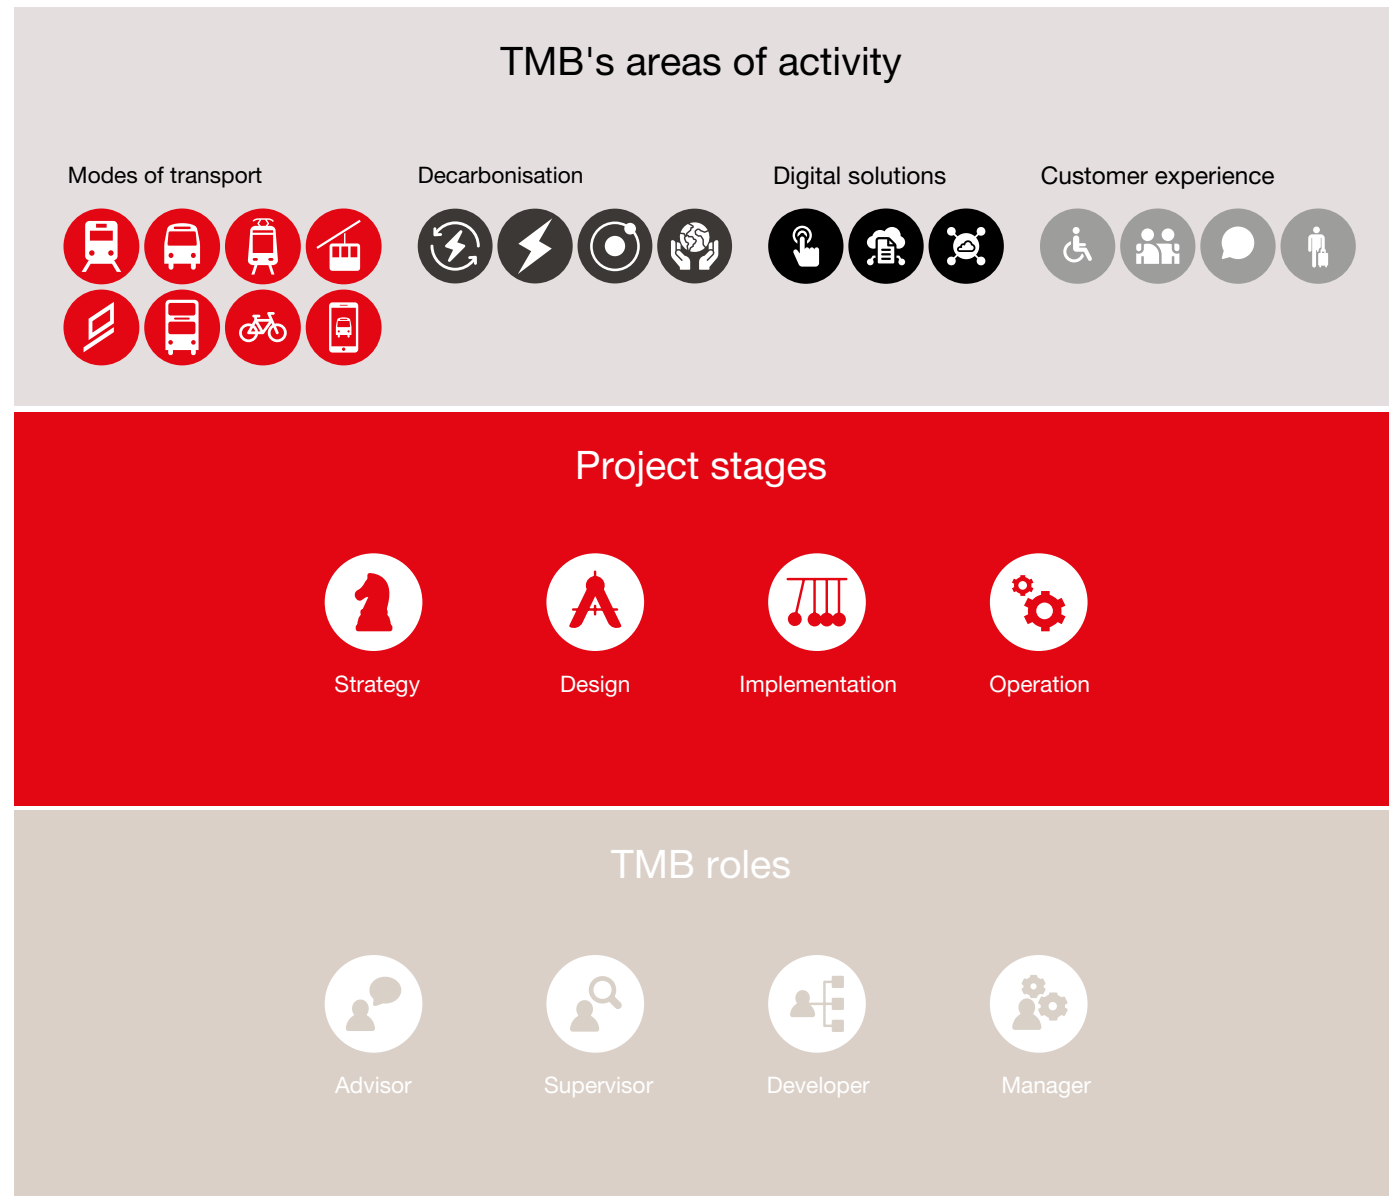 TMB's areas of activity
Modes of transport
Decarbonisation
Digital solutions
Customer experience
Project stages
Strategy
Design
Implementation
Operation
TMB roles
Advisor
Supervisor
Developer
Manager